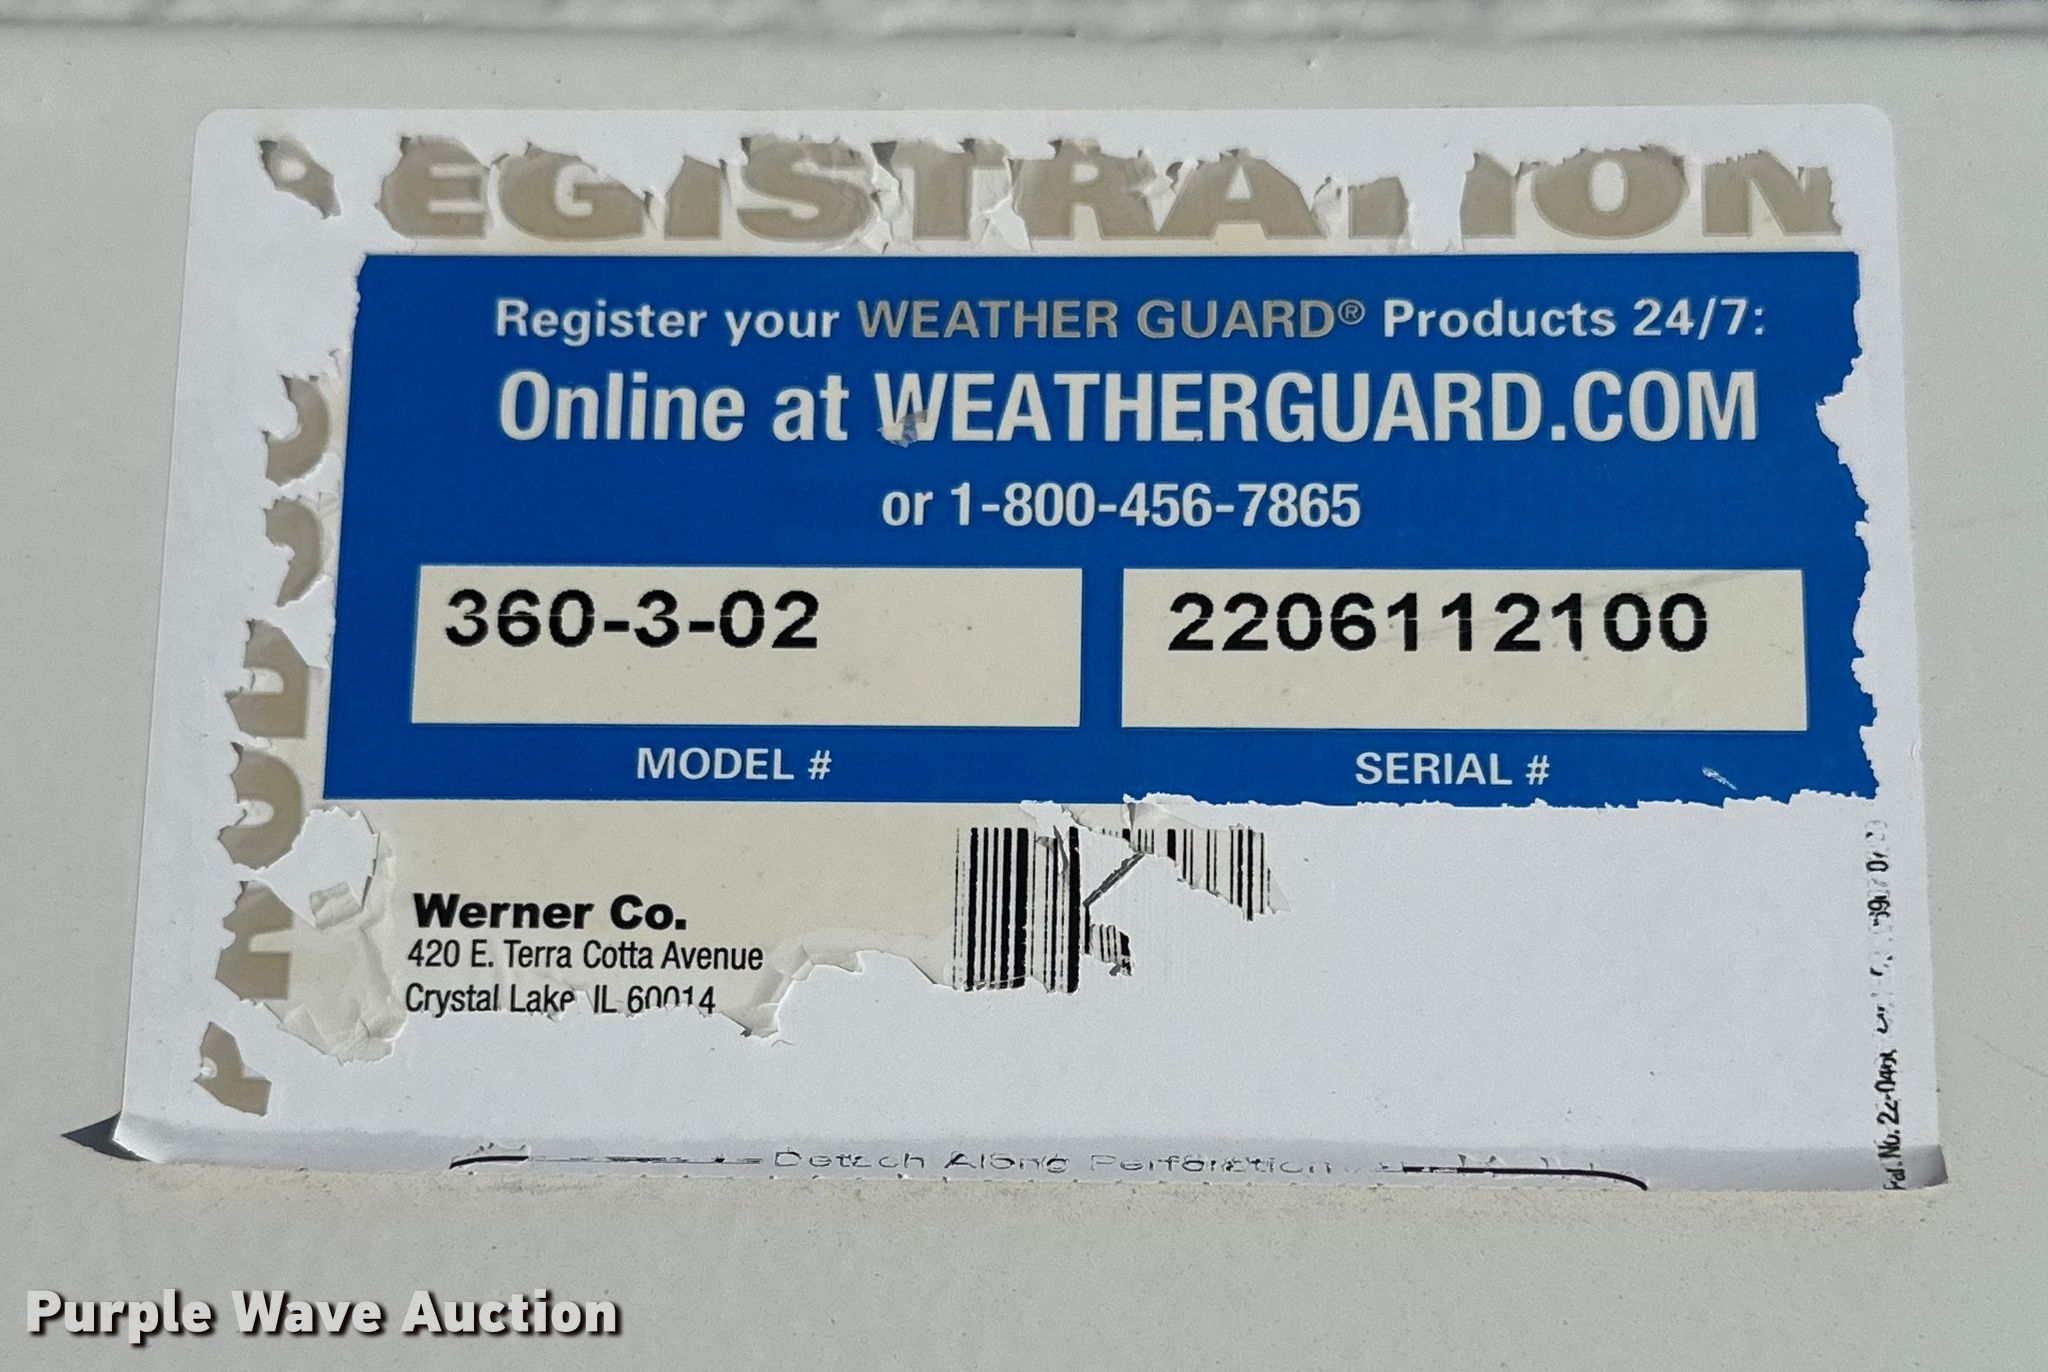 REGISTRATION
Register your WEATHER GUARD® Products 24/7:
Online at WEATHERGUARD.COM
or 1-800-456-7865
360-3-02
2206112100
MODEL #
SERIAL #
Werner Co.
420 E. Terra Cotta Avenue
Crystal Lake IL 60014
Detach Along Perforation
Purple Wave Auction